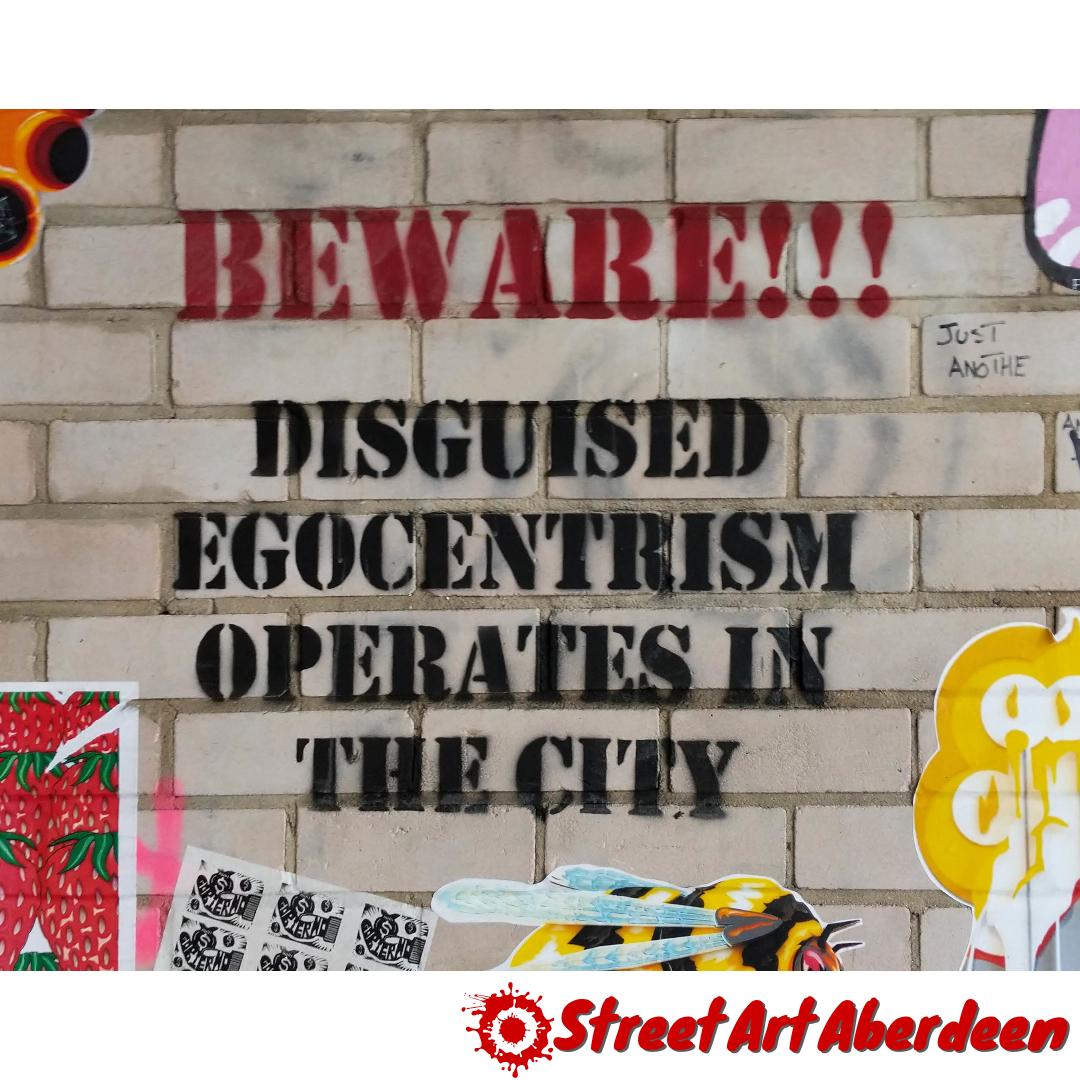 BEWARE!!!
JUST
ANOTHE
DISGUISED
EGOCENTRISM
OPERATES IN
THE CITY
Street Art Aberdeen